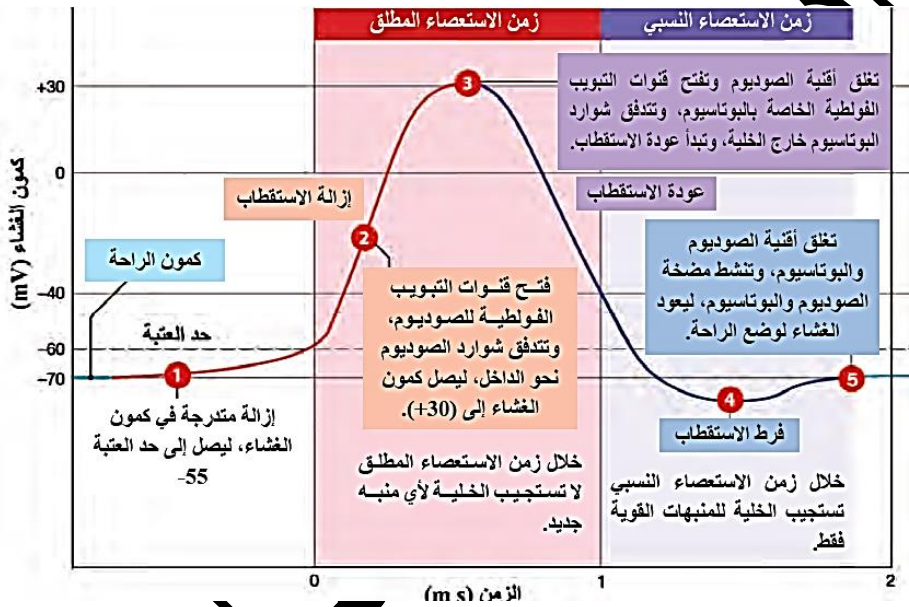 زمن الاستعصاء المطلق
زمن الاستعصاء النسبي
تغلق أقنية الصوديوم وتفتح قنوات التبويب
الفولطية الخاصة بالبوتاسيوم، وتتدفق شوارد
البوتاسيوم خارج الخلية، وتبدأ عودة الاستقطاب.
+30
3
0
إزالة الاستقطاب
عودة الاستقطاب
كمون الغشاء (mV)
2
كمون الراحة
فتح قنوات التبويب
الفولطية للصوديوم،
وتتدفق شوارد الصوديوم
نحو الداخل، ليصل كمون
الغشاء إلى (30+).
تغلق أقنية الصوديوم
والبوتاسيوم، وتنشط مضخة
الصوديوم والبوتاسيوم، ليعود
الغشاء لوضع الراحة.
−40
حد العتبة
−60
−70
1
4
5
إزالة متدرجة في كمون
الغشاء، ليصل إلى حد العتبة
-55
فرط الاستقطاب
خلال زمن الاستعصاء المطلق
لا تستجيب الخلية لأي منبه
جديد.
خلال زمن الاستعصاء النسبي
تستجيب الخلية للمنبهات القوية
فقط.
0
1
2
الزمن (m s)